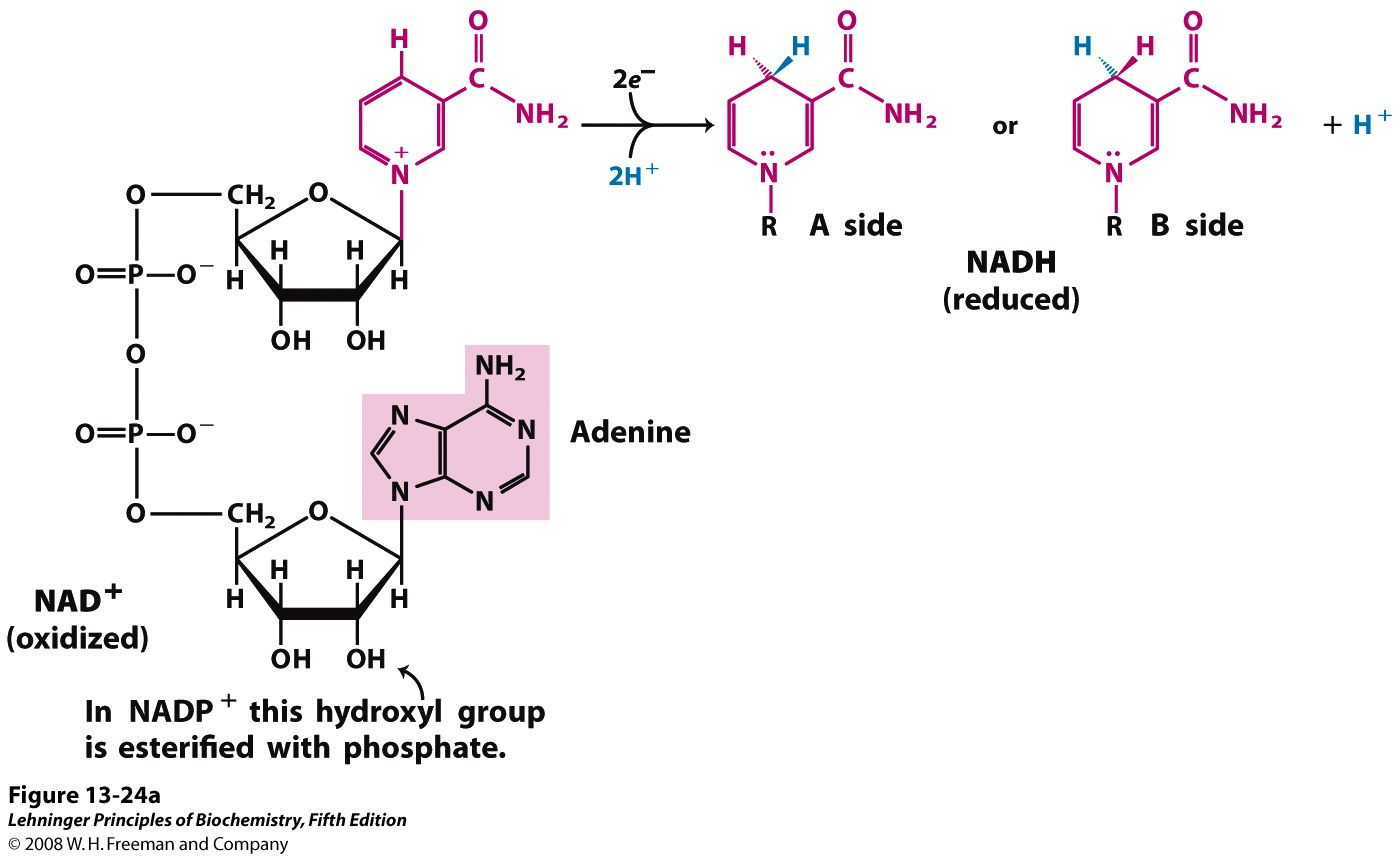 H
O
C
NH2
+
N
2e−
2H+
H H
O
C
NH2
N
R A side
or
H H
O
C
NH2
N
R B side
+ H+
NADH
(reduced)
O
CH2
O
H H
H H
O=P—O−
OH OH
O
O=P—O−
NH2
N
N
N
N
Adenine
O
CH2
O
H H
H H
OH OH
NAD+
(oxidized)
In NADP+ this hydroxyl group
is esterified with phosphate.
Figure 13-24a
Lehninger Principles of Biochemistry, Fifth Edition
© 2008 W. H. Freeman and Company